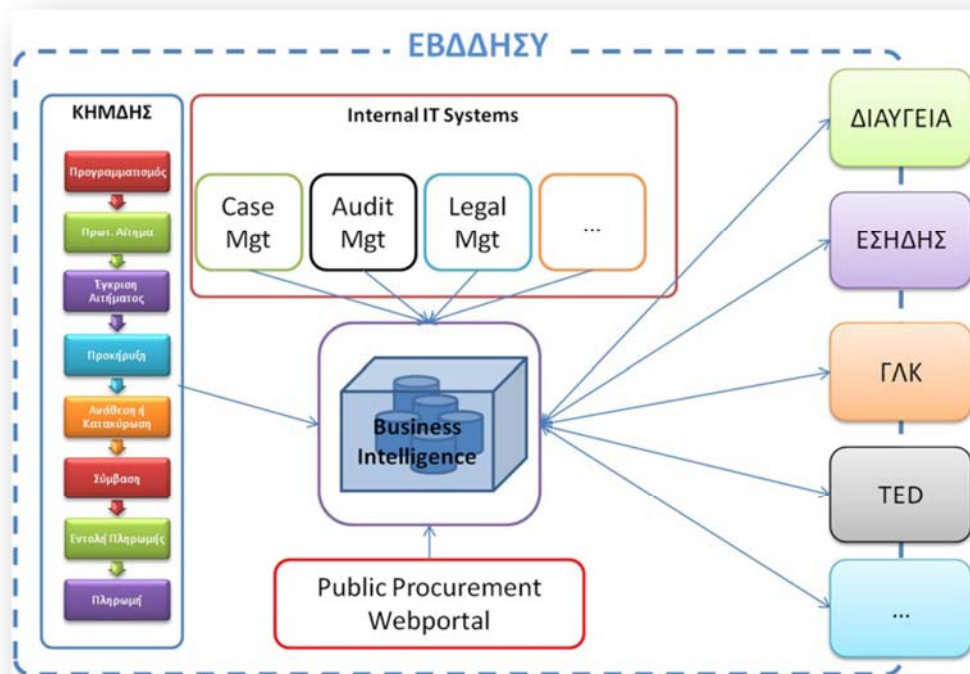 ΕΒΔΔΗΣΥ
ΚΗΜΔΗΣ
Προγραμματισμός
Πρωτ. Αίτημα
Έγκριση
Αιτήματος
Προκήρυξη
Ανάθεση ή
Κατακύρωση
Σύμβαση
Εντολή Πληρωμής
Πληρωμή
Internal IT Systems
Case
Mgt
Audit
Mgt
Legal
Mgt
...
Business
Intelligence
Public Procurement
Webportal
ΔΙΑΥΓΕΙΑ
ΕΣΗΔΗΣ
ΓΛΚ
TED
...